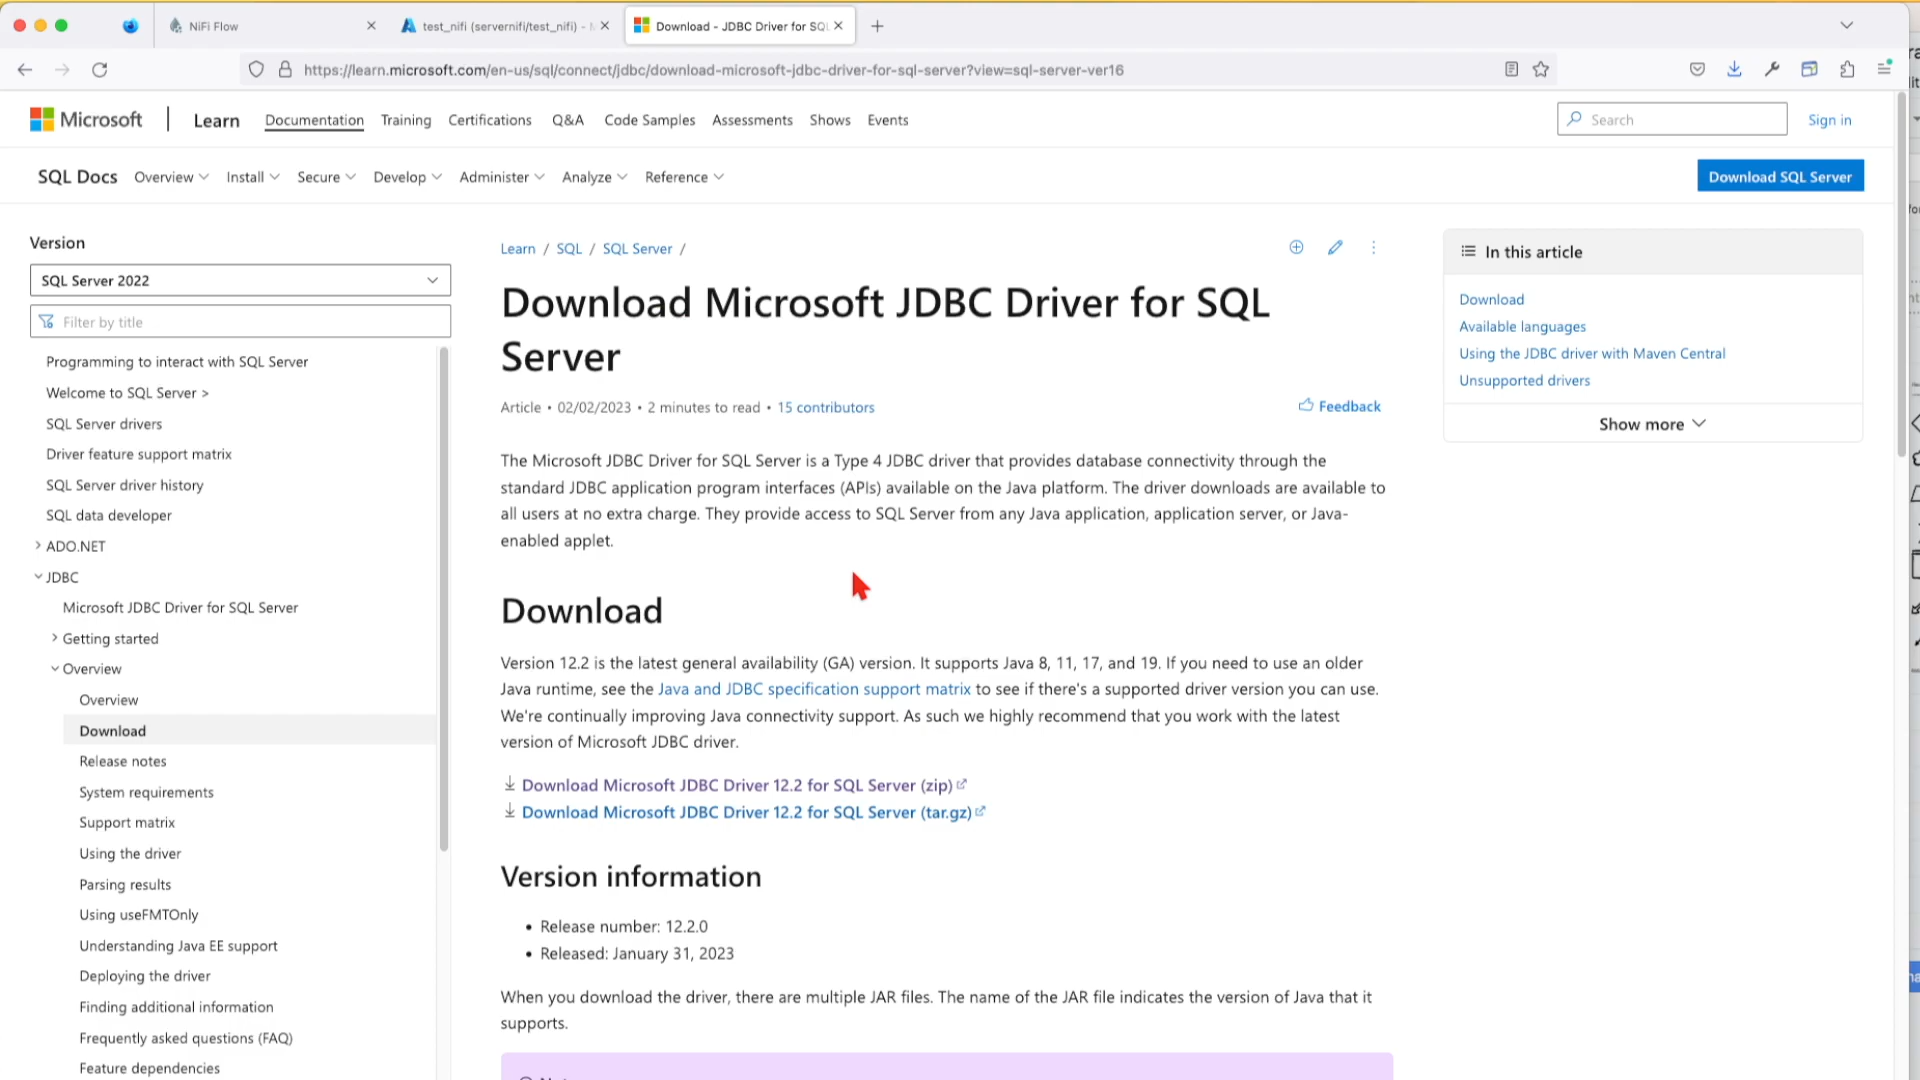 NiFi Flow
test_nifi (servernifi/test_nifi) -
Download - JDBC Driver for SQ
https://learn.microsoft.com/en-us/sql/connect/jdbc/download-microsoft-jdbc-driver-for-sql-server?view=sql-server-ver16
Microsoft
Learn
Documentation
Training
Certifications
Q&A
Code Samples
Assessments
Shows
Events
Search
Sign in
SQL Docs
Overview
Install
Secure
Develop
Administer
Analyze
Reference
Download SQL Server
Version
SQL Server 2022
Filter by title
Programming to interact with SQL Server
Welcome to SQL Server >
SQL Server drivers
Driver feature support matrix
SQL Server driver history
SQL data developer
ADO.NET
JDBC
Microsoft JDBC Driver for SQL Server
Getting started
Overview
Overview
Download
Release notes
System requirements
Support matrix
Using the driver
Parsing results
Using useFMTOnly
Understanding Java EE support
Deploying the driver
Finding additional information
Frequently asked questions (FAQ)
Feature dependencies
Learn / SQL / SQL Server /
Download Microsoft JDBC Driver for SQL
Server
Article • 02/02/2023 • 2 minutes to read • 15 contributors
Feedback
The Microsoft JDBC Driver for SQL Server is a Type 4 JDBC driver that provides database connectivity through the
standard JDBC application program interfaces (APIs) available on the Java platform. The driver downloads are available to
all users at no extra charge. They provide access to SQL Server from any Java application, application server, or Java-
enabled applet.
Download
Version 12.2 is the latest general availability (GA) version. It supports Java 8, 11, 17, and 19. If you need to use an older
Java runtime, see the Java and JDBC specification support matrix to see if there's a supported driver version you can use.
We're continually improving Java connectivity support. As such we highly recommend that you work with the latest
version of Microsoft JDBC driver.
Download Microsoft JDBC Driver 12.2 for SQL Server (zip)
Download Microsoft JDBC Driver 12.2 for SQL Server (tar.gz)
Version information
• Release number: 12.2.0
• Released: January 31, 2023
When you download the driver, there are multiple JAR files. The name of the JAR file indicates the version of Java that it
supports.
In this article
Download
Available languages
Using the JDBC driver with Maven Central
Unsupported drivers
Show more